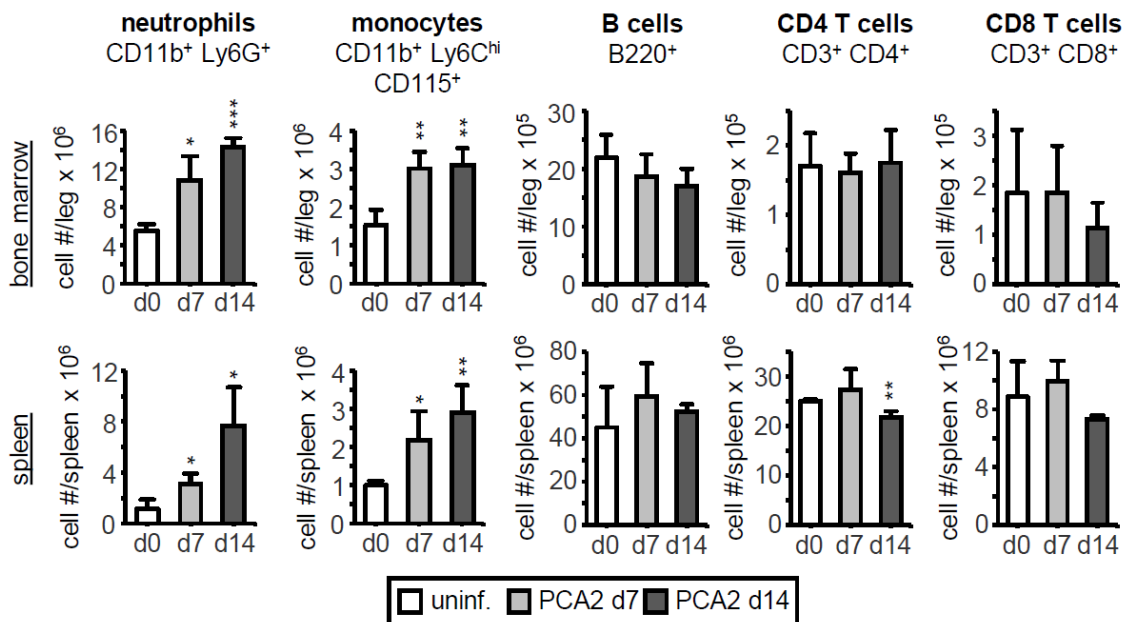 neutrophils
CD11b⁺ Ly6G⁺
monocytes
CD11b⁺ Ly6Cʰⁱ
CD115⁺
B cells
B220⁺
CD4 T cells
CD3⁺ CD4⁺
CD8 T cells
CD3⁺ CD8⁺
bone marrow
cell #/leg x 10⁶
16
12
8
4
0
*
***
d0 d7 d14
cell #/leg x 10⁶
4
3
2
1
0
**
**
d0 d7 d14
cell #/leg x 10⁵
30
20
10
0
d0 d7 d14
cell #/leg x 10⁵
2
1
0
d0 d7 d14
cell #/leg x 10⁵
3
2
1
0
d0 d7 d14
spleen
cell #/spleen x 10⁶
12
8
4
0
*
*
d0 d7 d14
cell #/spleen x 10⁶
4
3
2
1
0
*
**
d0 d7 d14
cell #/spleen x 10⁶
80
60
40
20
0
d0 d7 d14
cell #/spleen x 10⁶
30
20
10
0
**
d0 d7 d14
cell #/spleen x 10⁶
12
8
4
0
d0 d7 d14
uninf. PCA2 d7 PCA2 d14